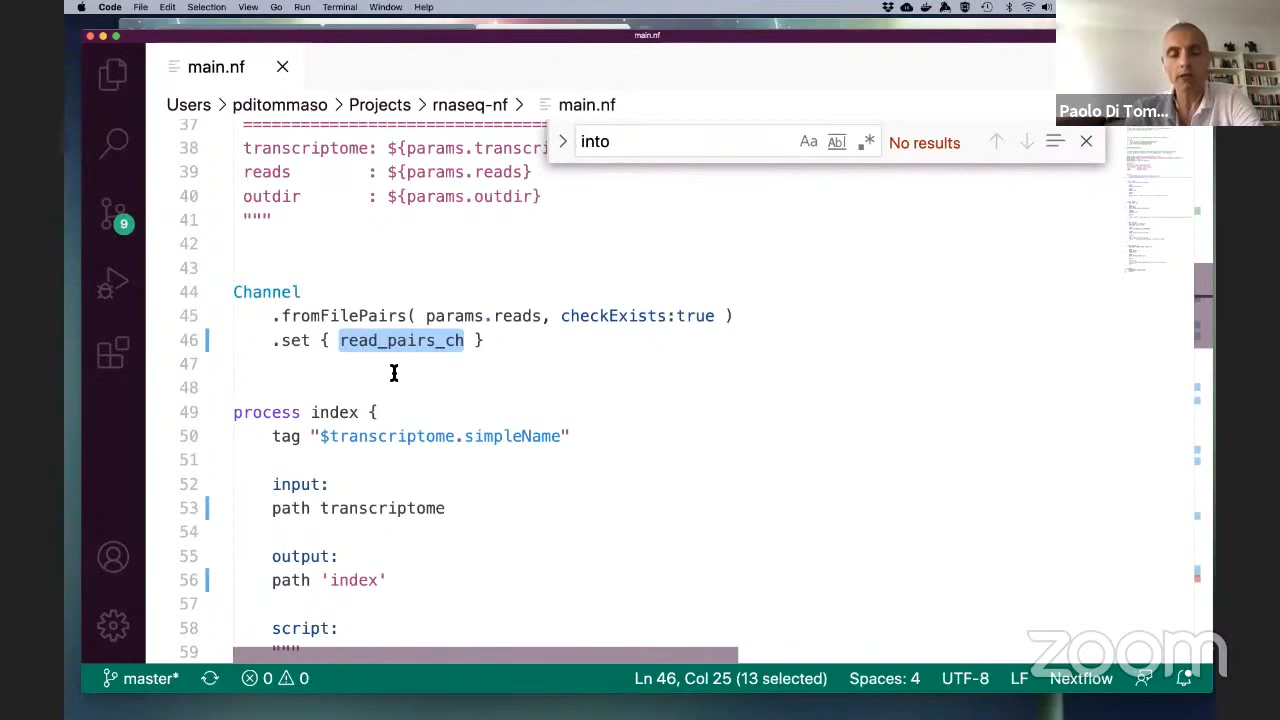 Code File Edit Selection View Go Run Terminal Window Help
main.nf
main.nf
Users > pditommaso > Projects > rnaseq-nf > main.nf
into
Aa Abl No results
37 ================================
38 transcriptome: ${params.transcri
39 reads : ${params.reads}
40 outdir : ${params.outdir}
41 """
42
43
44 Channel
45 .fromFilePairs( params.reads, checkExists:true )
46 .set { read_pairs_ch }
47
48
49 process index {
50 tag "$transcriptome.simpleName"
51
52 input:
53 path transcriptome
54
55 output:
56 path 'index'
57
58 script:
59 """
9
Paolo Di Tom...
master* 0 0 Ln 46, Col 25 (13 selected) Spaces: 4 UTF-8 LF Nextflow
zoom